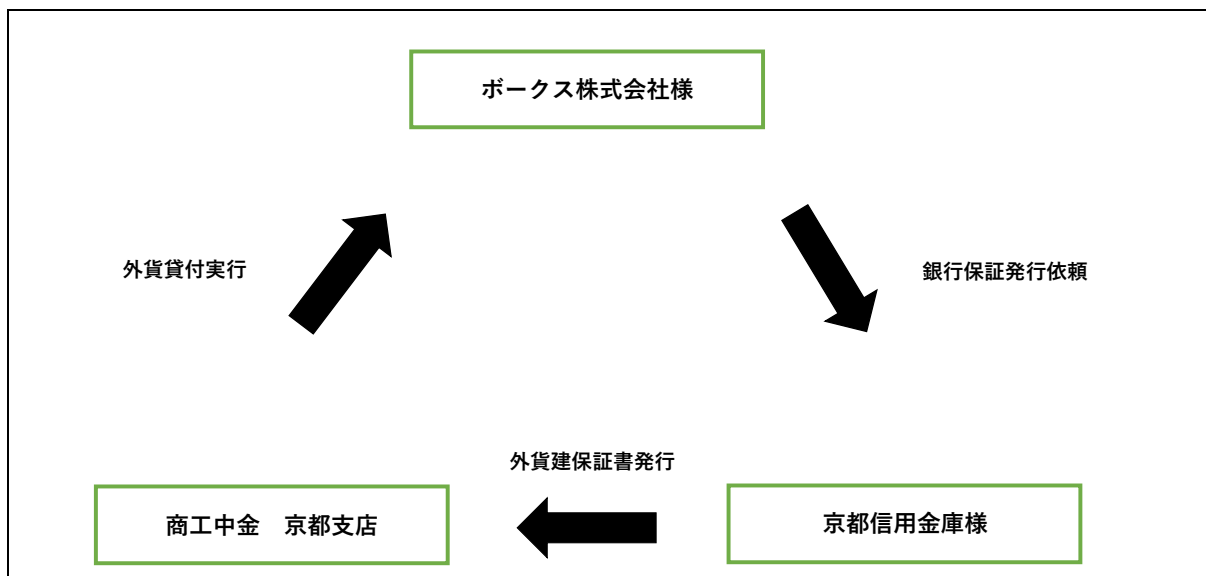 ボークス株式会社様
外貨貸付実行
銀行保証発行依頼
外貨建保証書発行
商工中金　京都支店
京都信用金庫様